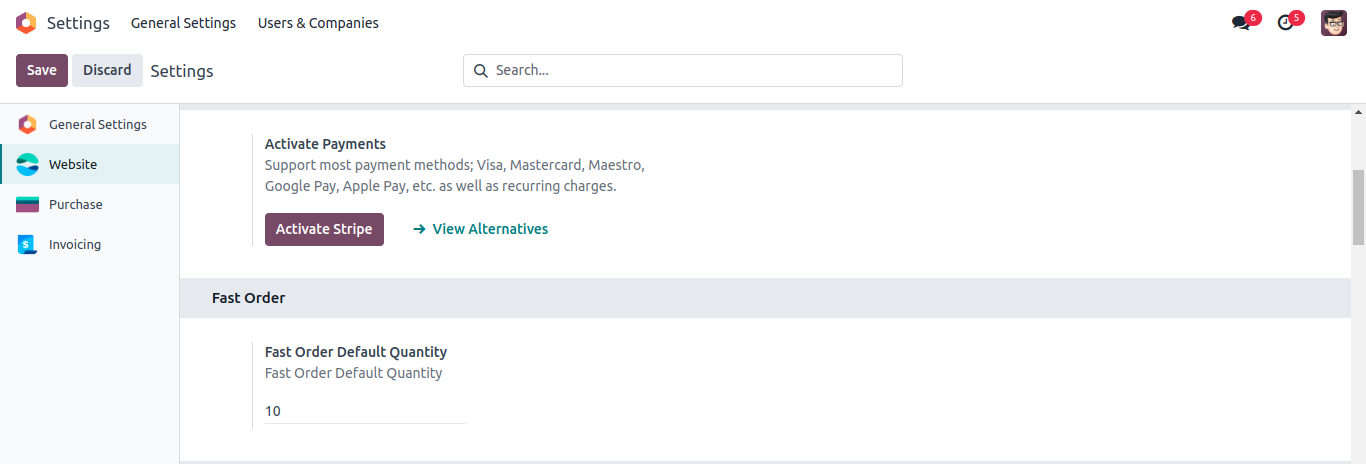 Settings General Settings Users & Companies 6 5
Save Discard Settings Search...
General Settings
Website
Purchase
Invoicing
Activate Payments
Support most payment methods; Visa, Mastercard, Maestro,
Google Pay, Apple Pay, etc. as well as recurring charges.
Activate Stripe → View Alternatives
Fast Order
Fast Order Default Quantity
Fast Order Default Quantity
10